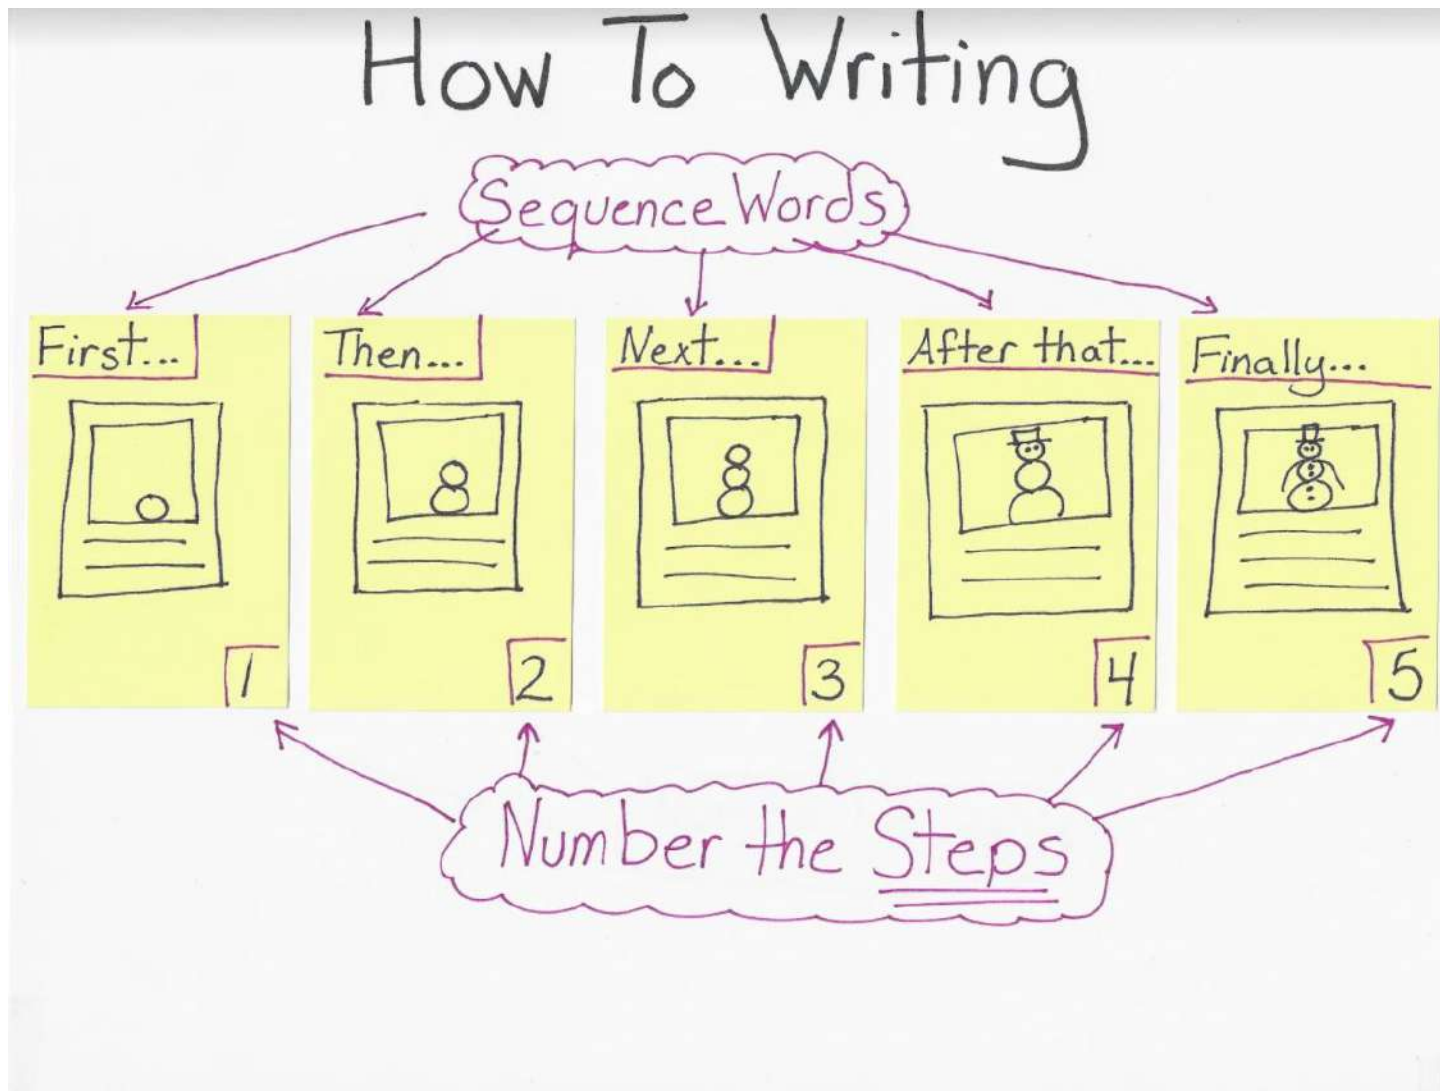 How To Writing
Sequence Words
First...
Then...
Next...
After that...
Finally...
1
2
3
4
5
Number the Steps